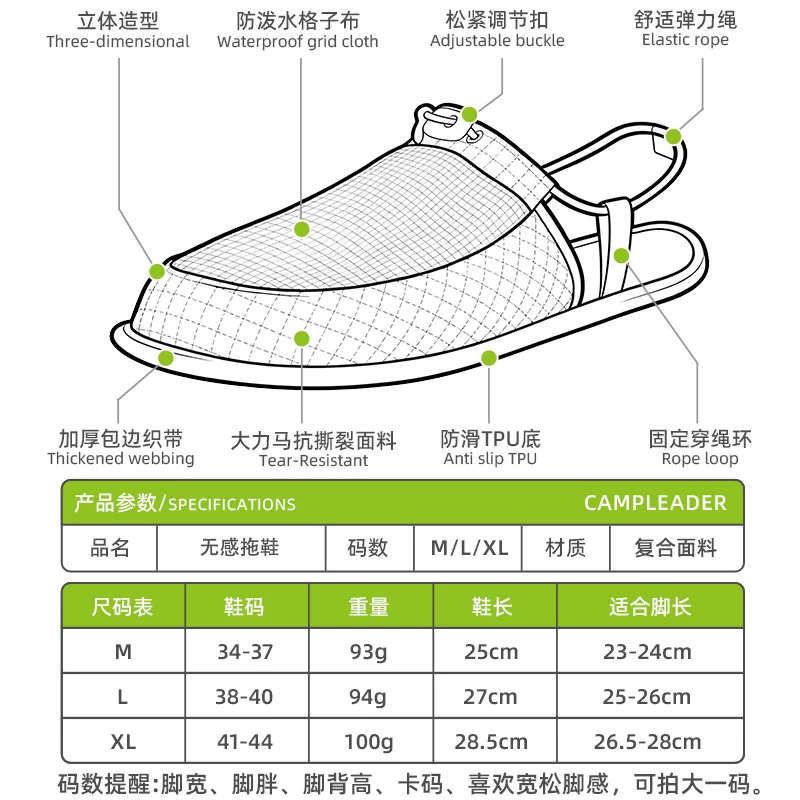 立体造型 防泼水格子布 松紧调节扣 舒适弹力绳
Three-dimensional Waterproof grid cloth Adjustable buckle Elastic rope
加厚包边织带 大力马抗撕裂面料 防滑TPU底 固定穿绳环
Thickened webbing Tear-Resistant Anti slip TPU Rope loop
产品参数/SPECIFICATIONS CAMPLEADER
品名 无感拖鞋 码数 M/L/XL 材质 复合面料
尺码表 鞋码 重量 鞋长 适合脚长
M 34-37 93g 25cm 23-24cm
L 38-40 94g 27cm 25-26cm
XL 41-44 100g 28.5cm 26.5-28cm
码数提醒:脚宽、脚胖、脚背高、卡码、喜欢宽松脚感，可拍大一码。